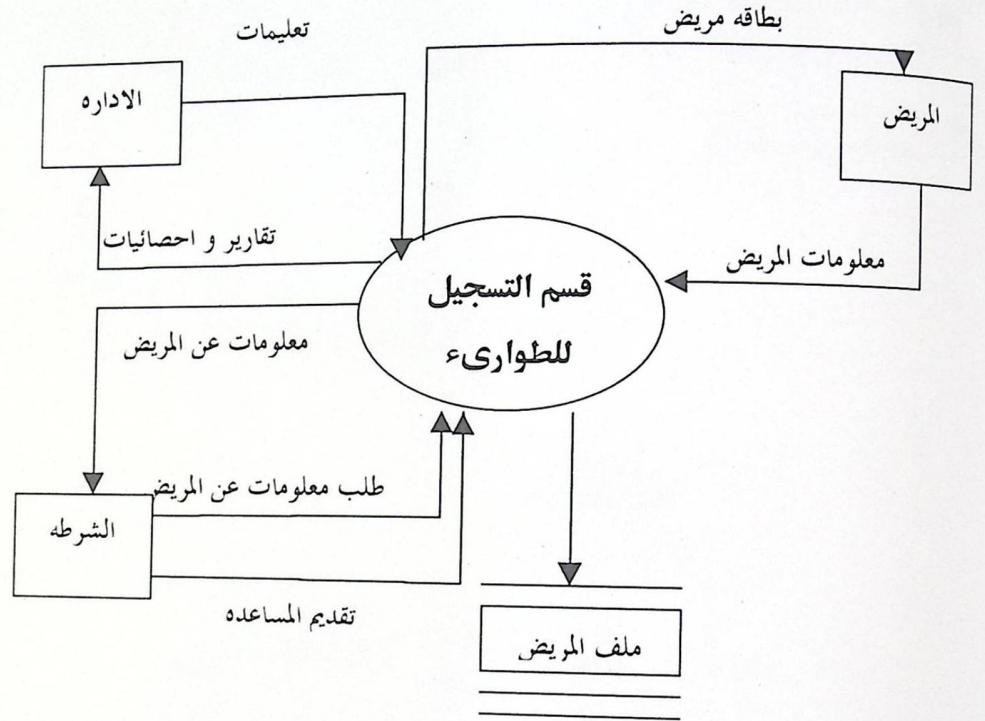 بطاقه مريض
تعليمات
الاداره
المريض
تقارير و احصائيات
معلومات المريض
قسم التسجيل
للطوارىء
معلومات عن المريض
طلب معلومات عن المريض
الشرطه
تقديم المساعده
ملف المريض